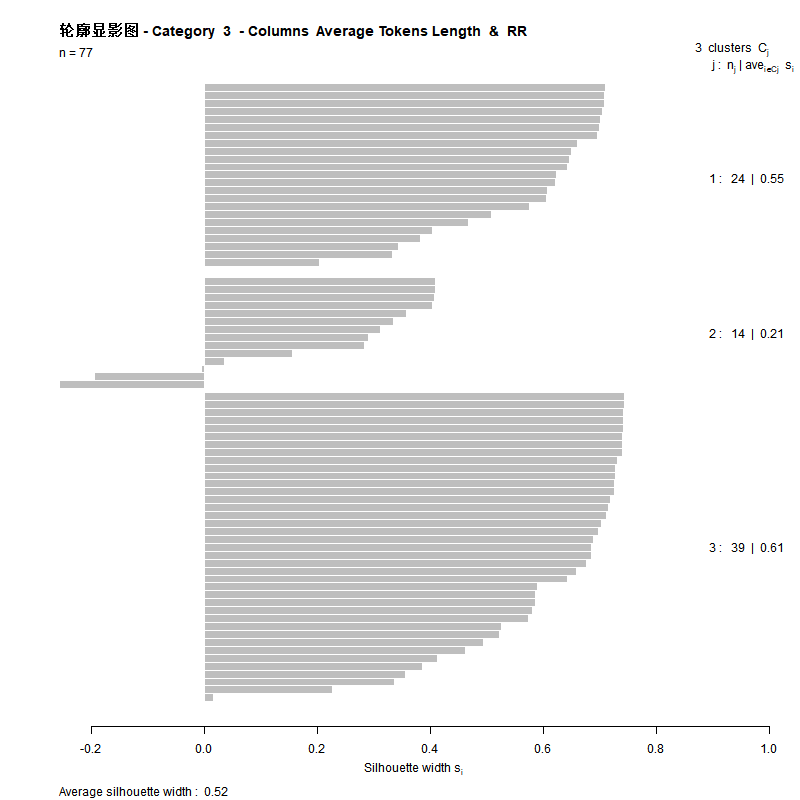 轮廓显影图 - Category 3 - Columns Average Tokens Length & RR
n = 77
3 clusters Cj
j : nj | avei∈Cj si
1 : 24 | 0.55
2 : 14 | 0.21
3 : 39 | 0.61
-0.2 0.0 0.2 0.4 0.6 0.8 1.0
Silhouette width si
Average silhouette width : 0.52